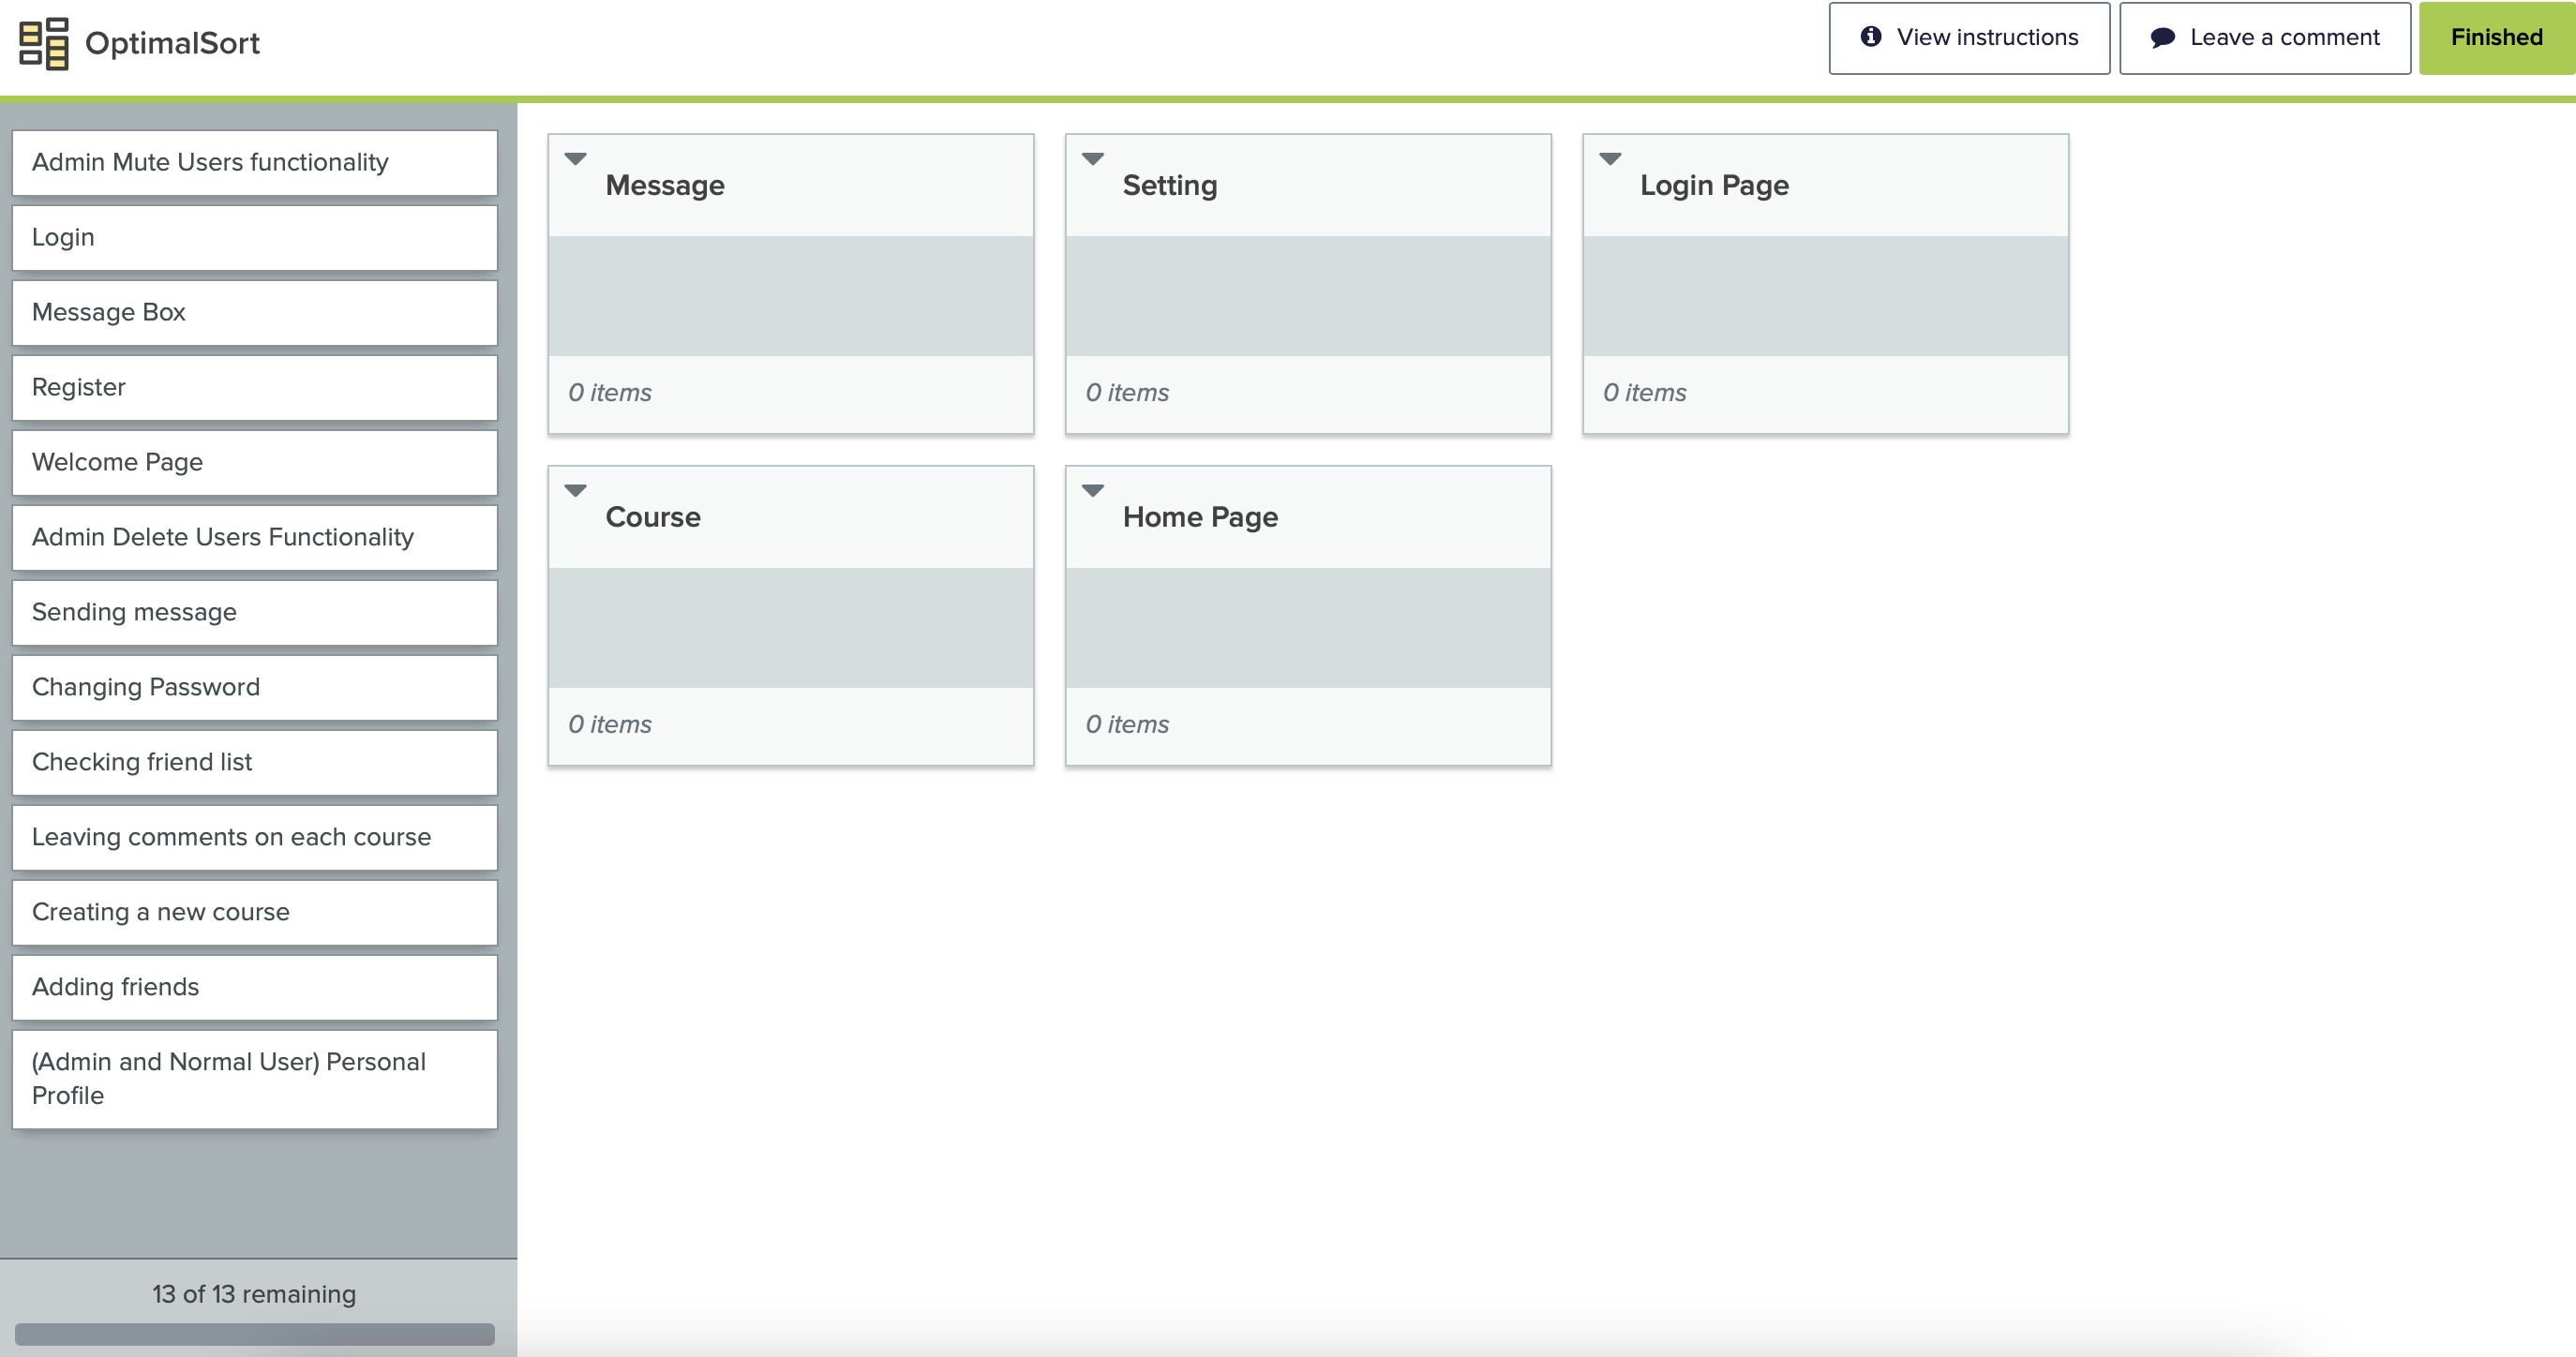 OptimalSort
View instructions
Leave a comment
Finished
Admin Mute Users functionality
Login
Message Box
Register
Welcome Page
Admin Delete Users Functionality
Sending message
Changing Password
Checking friend list
Leaving comments on each course
Creating a new course
Adding friends
(Admin and Normal User) Personal
Profile
13 of 13 remaining
Message
0 items
Setting
0 items
Login Page
0 items
Course
0 items
Home Page
0 items